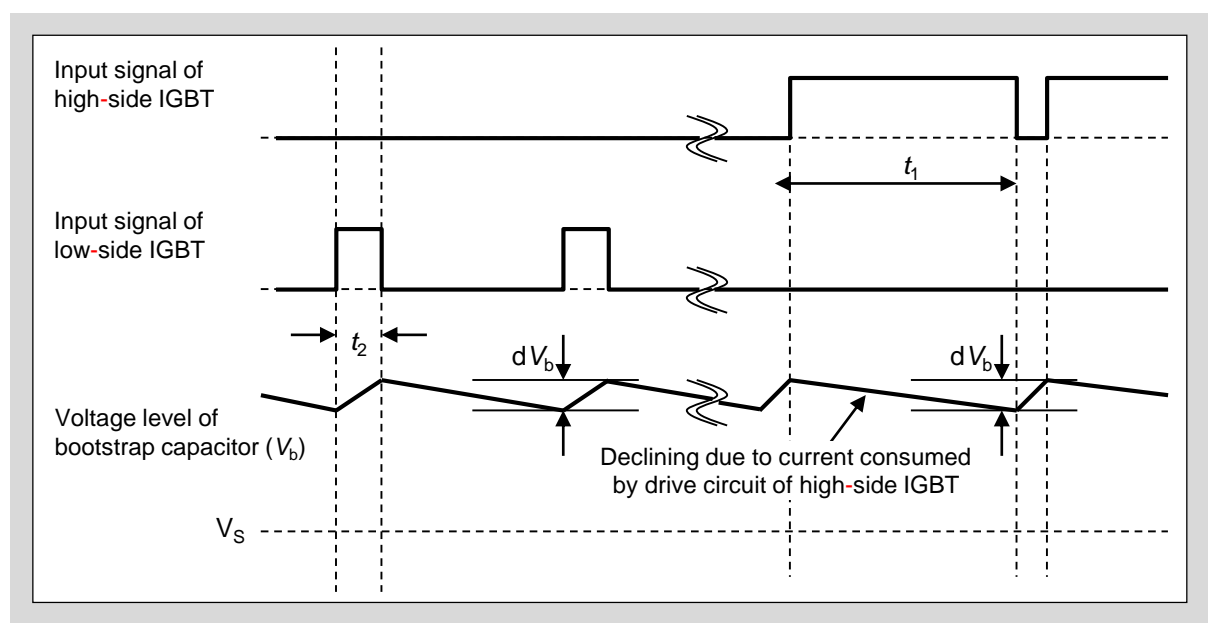 Input signal of
high-side IGBT
t1
Input signal of
low-side IGBT
t2
dVb
dVb
Voltage level of
bootstrap capacitor (Vb)
Declining due to current consumed
by drive circuit of high-side IGBT
VS